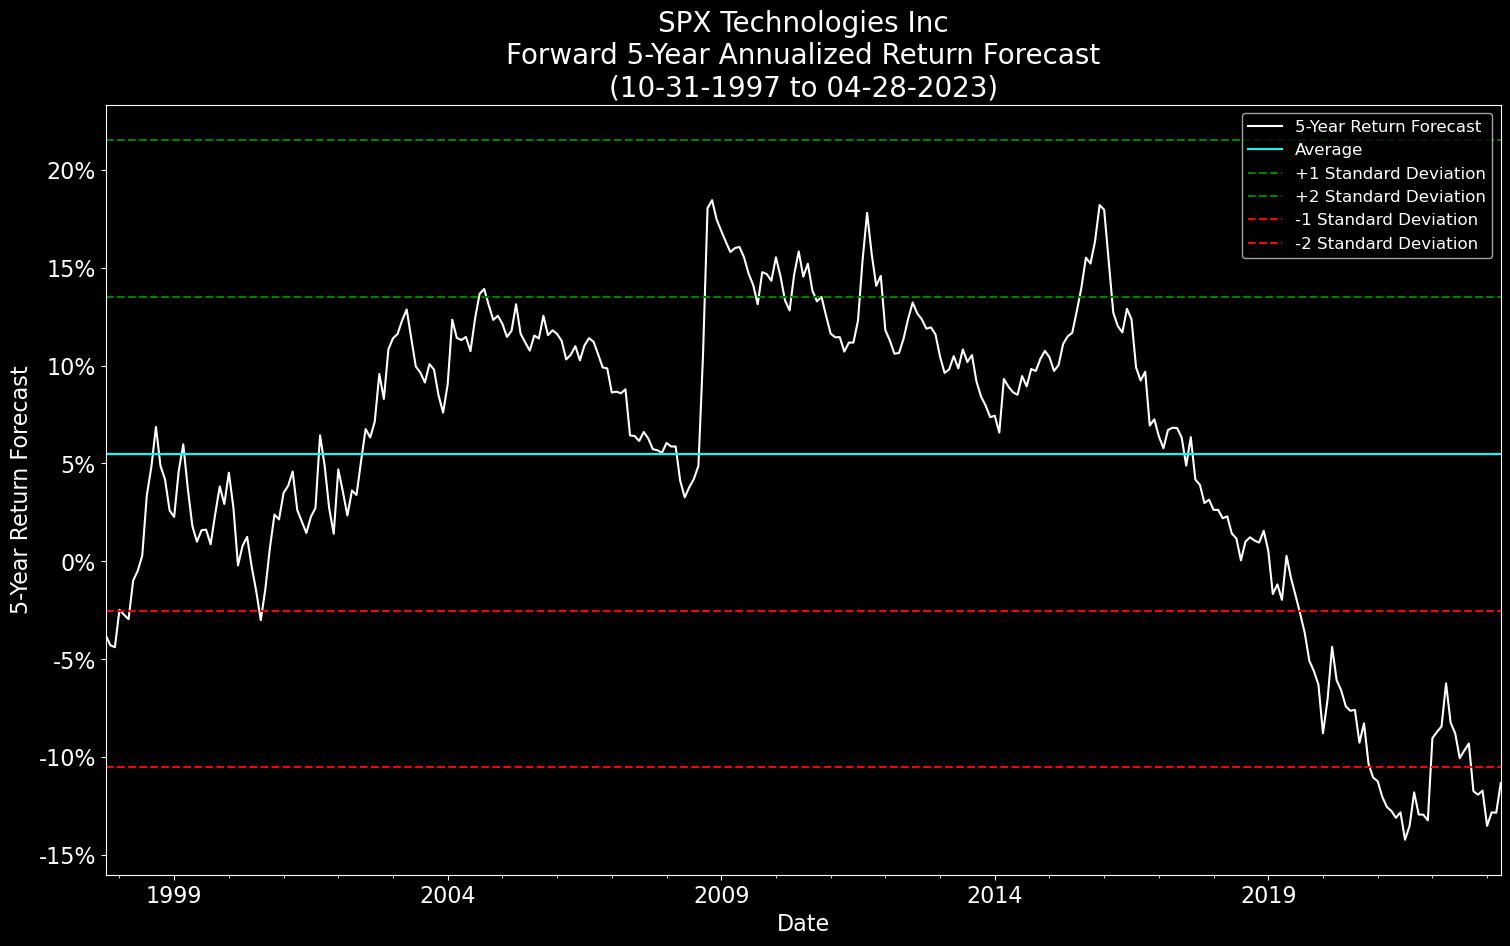 SPX Technologies Inc
Forward 5-Year Annualized Return Forecast
(10-31-1997 to 04-28-2023)
5-Year Return Forecast
Average
+1 Standard Deviation
+2 Standard Deviation
-1 Standard Deviation
-2 Standard Deviation
5-Year Return Forecast
20%
15%
10%
5%
0%
-5%
-10%
-15%
1999
2004
2009
2014
2019
Date